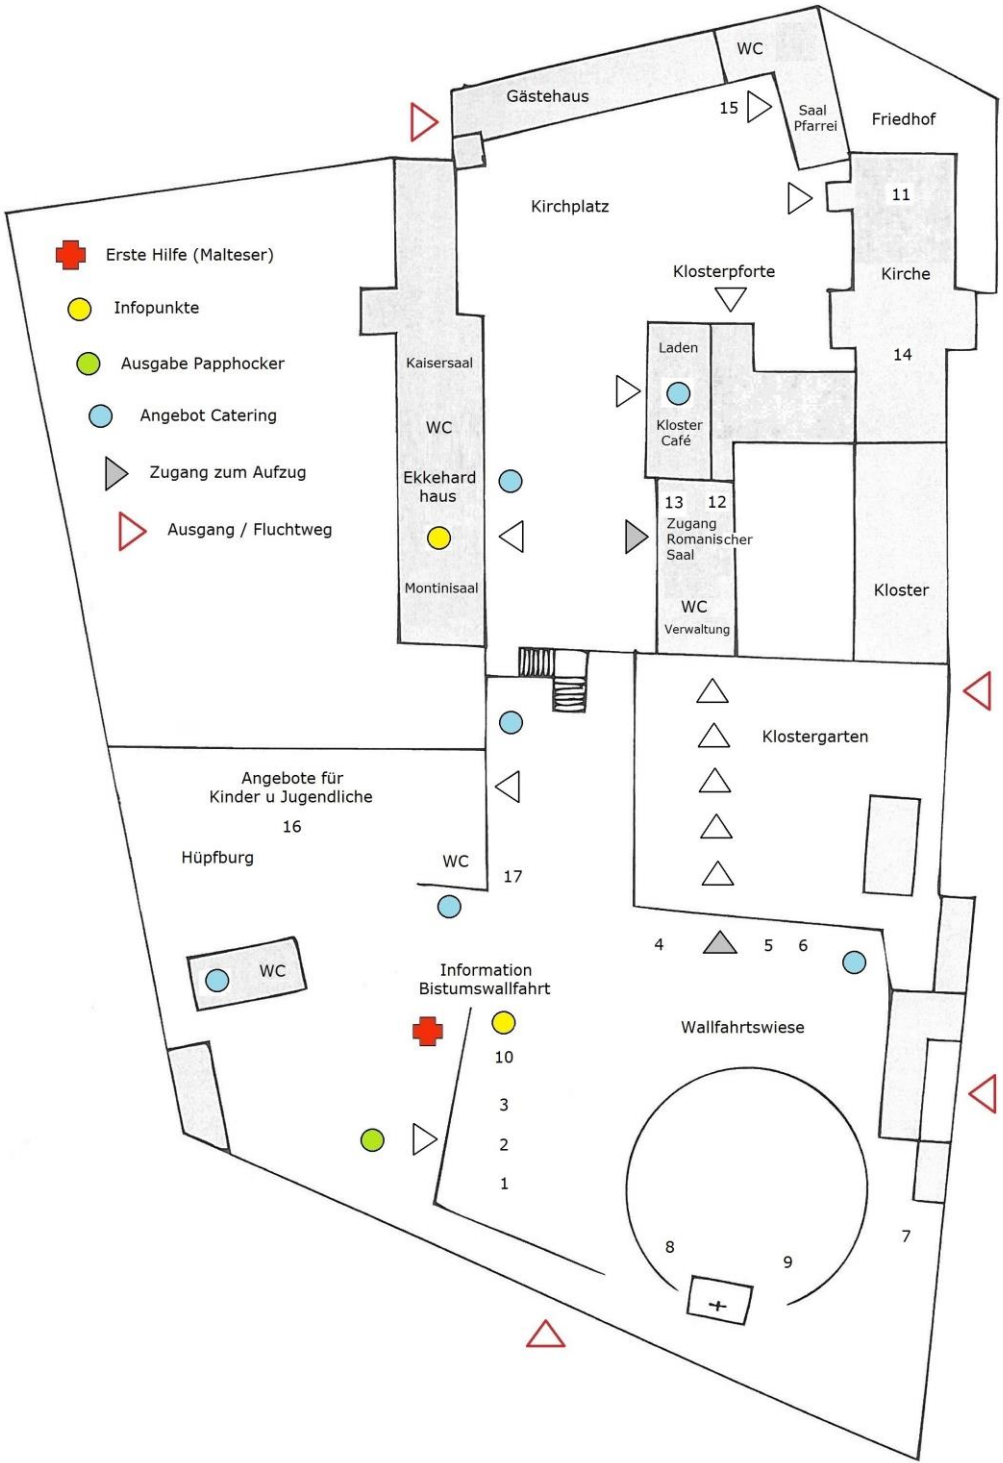 WC
Gästehaus
15
Saal
Pfarrei
Friedhof
11
Kirchplatz
Erste Hilfe (Malteser)
Klosterpforte
Kirche
Infopunkte
Laden
14
Ausgabe Papphocker
Kaisersaal
Angebot Catering
WC
Kloster
Café
Zugang zum Aufzug
Ekkehard
haus
13 12
Ausgang / Fluchtweg
Zugang
Romanischer
Saal
Montinisaal
Kloster
WC
Verwaltung
Klostergarten
Angebote für
Kinder u Jugendliche
16
Hüpfburg
WC
17
4 5 6
WC
Information
Bistumswallfahrt
Wallfahrtswiese
10
3
2
1
7
8
9